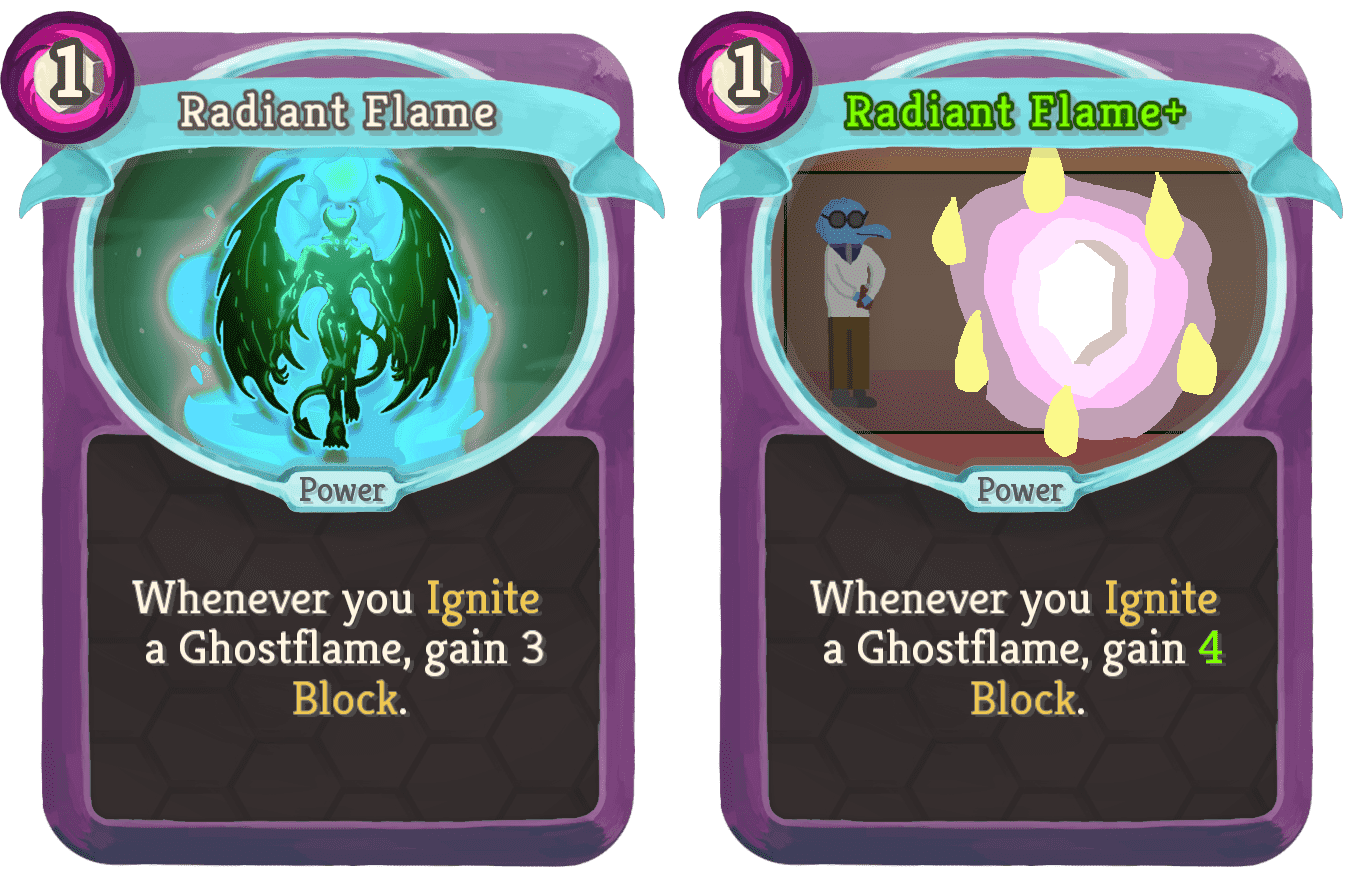 1
Radiant Flame
Power
Whenever you Ignite
a Ghostflame, gain 3
Block.
1
Radiant Flame+
Power
Whenever you Ignite
a Ghostflame, gain 4
Block.